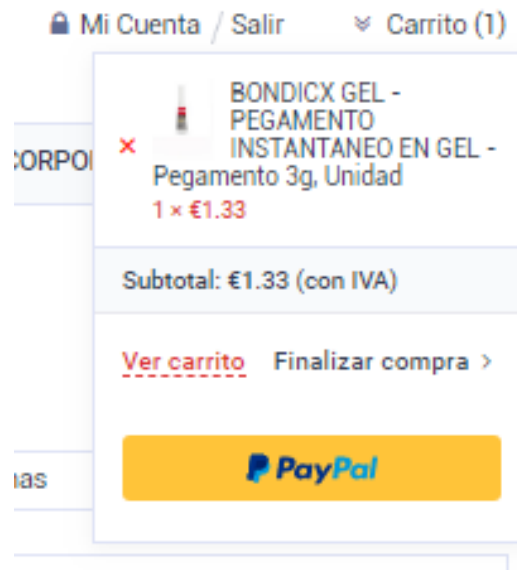 Mi Cuenta / Salir
Carrito (1)
BONDICX GEL -
PEGAMENTO
INSTANTANEO EN GEL -
Pegamento 3g, Unidad
1 × €1.33
Subtotal: €1.33 (con IVA)
Ver carrito
Finalizar compra >
PayPal